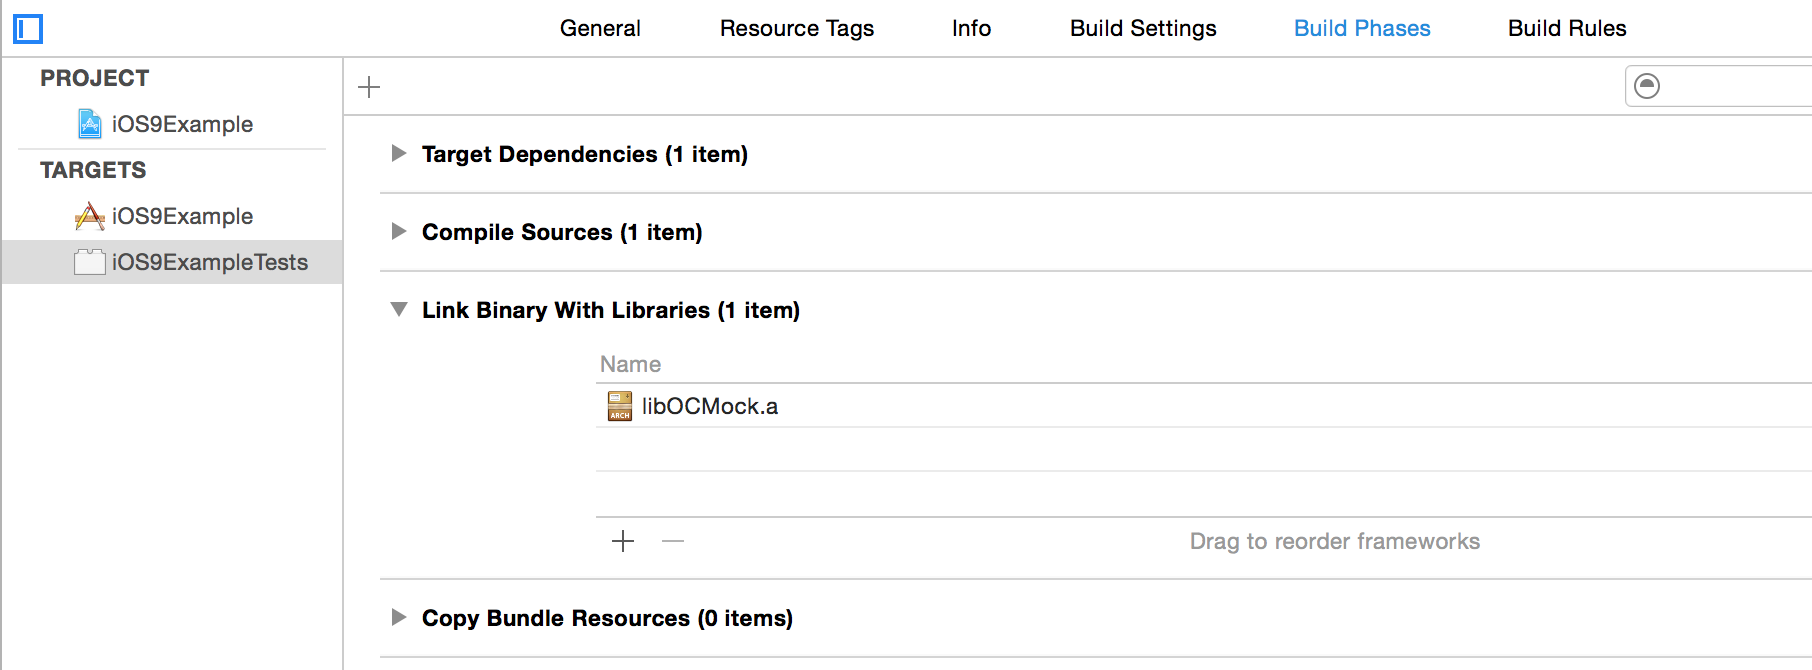 General Resource Tags Info Build Settings Build Phases Build Rules
PROJECT
iOS9Example
TARGETS
iOS9Example
iOS9ExampleTests
Target Dependencies (1 item)
Compile Sources (1 item)
Link Binary With Libraries (1 item)
Name
ARCH
libOCMock.a
Drag to reorder frameworks
Copy Bundle Resources (0 items)